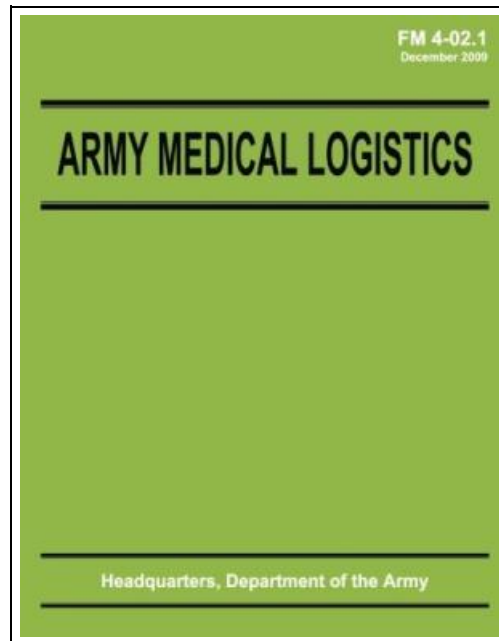 FM 4-02.1
December 2009
ARMY MEDICAL LOGISTICS
Headquarters, Department of the Army